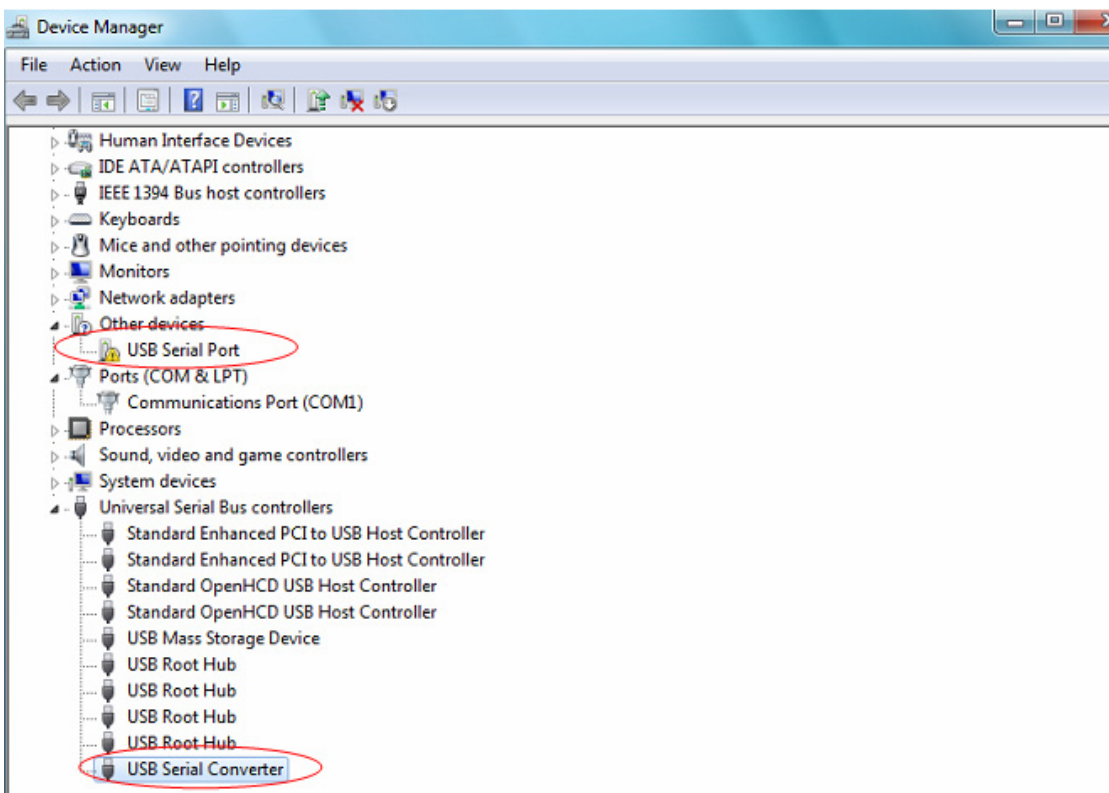 Device Manager
File Action View Help
Human Interface Devices
IDE ATA/ATAPI controllers
IEEE 1394 Bus host controllers
Keyboards
Mice and other pointing devices
Monitors
Network adapters
Other devices
USB Serial Port
Ports (COM & LPT)
Communications Port (COM1)
Processors
Sound, video and game controllers
System devices
Universal Serial Bus controllers
Standard Enhanced PCI to USB Host Controller
Standard Enhanced PCI to USB Host Controller
Standard OpenHCD USB Host Controller
Standard OpenHCD USB Host Controller
USB Mass Storage Device
USB Root Hub
USB Root Hub
USB Root Hub
USB Root Hub
USB Serial Converter